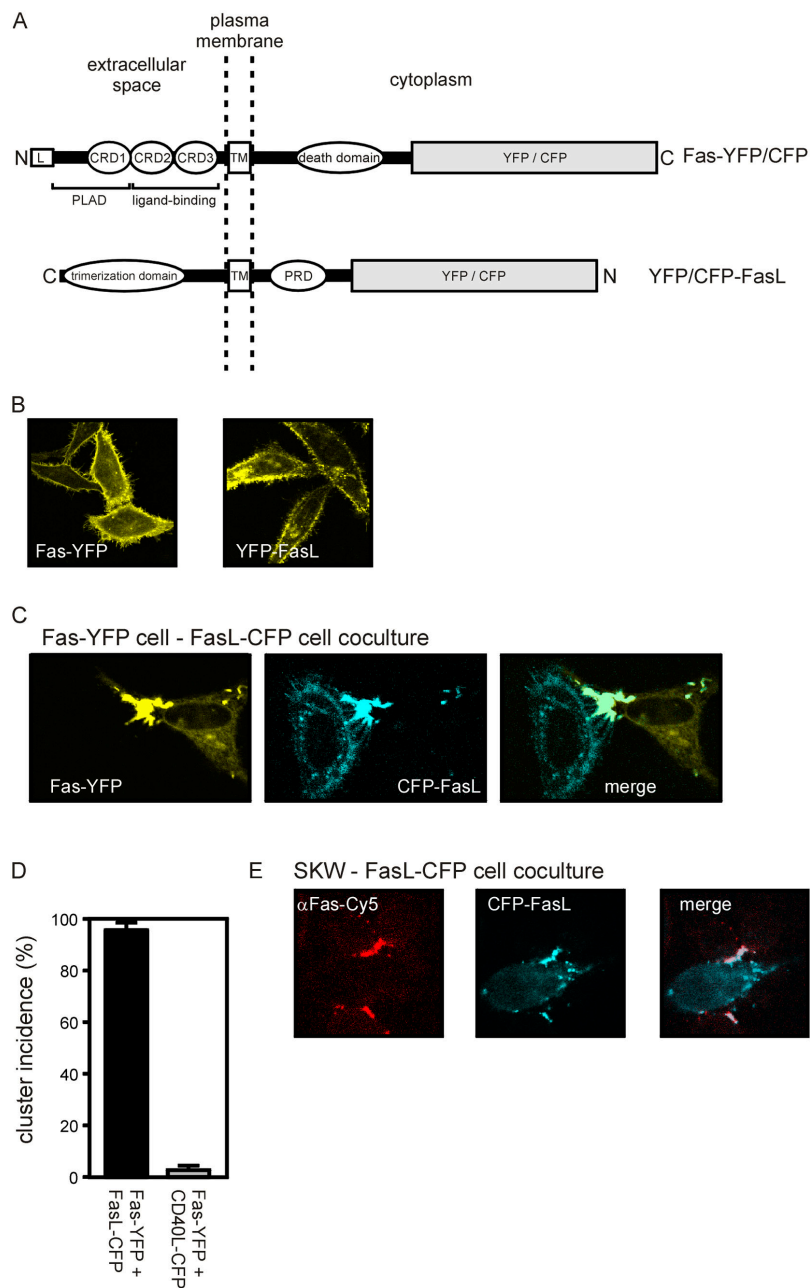 A
plasma
membrane
extracellular
space
cytoplasm
N
L
CRD1
CRD2
CRD3
TM
death domain
YFP / CFP
C
Fas-YFP/CFP
PLAD
ligand-binding
C
trimerization domain
TM
PRD
YFP / CFP
N
YFP/CFP-FasL
B
Fas-YFP
YFP-FasL
C
Fas-YFP cell - FasL-CFP cell coculture
Fas-YFP
CFP-FasL
merge
D
cluster incidence (%)
100
80
60
40
20
0
Fas-YFP +
FasL-CFP
Fas-YFP +
CD40L-CFP
E
SKW - FasL-CFP cell coculture
αFas-Cy5
CFP-FasL
merge